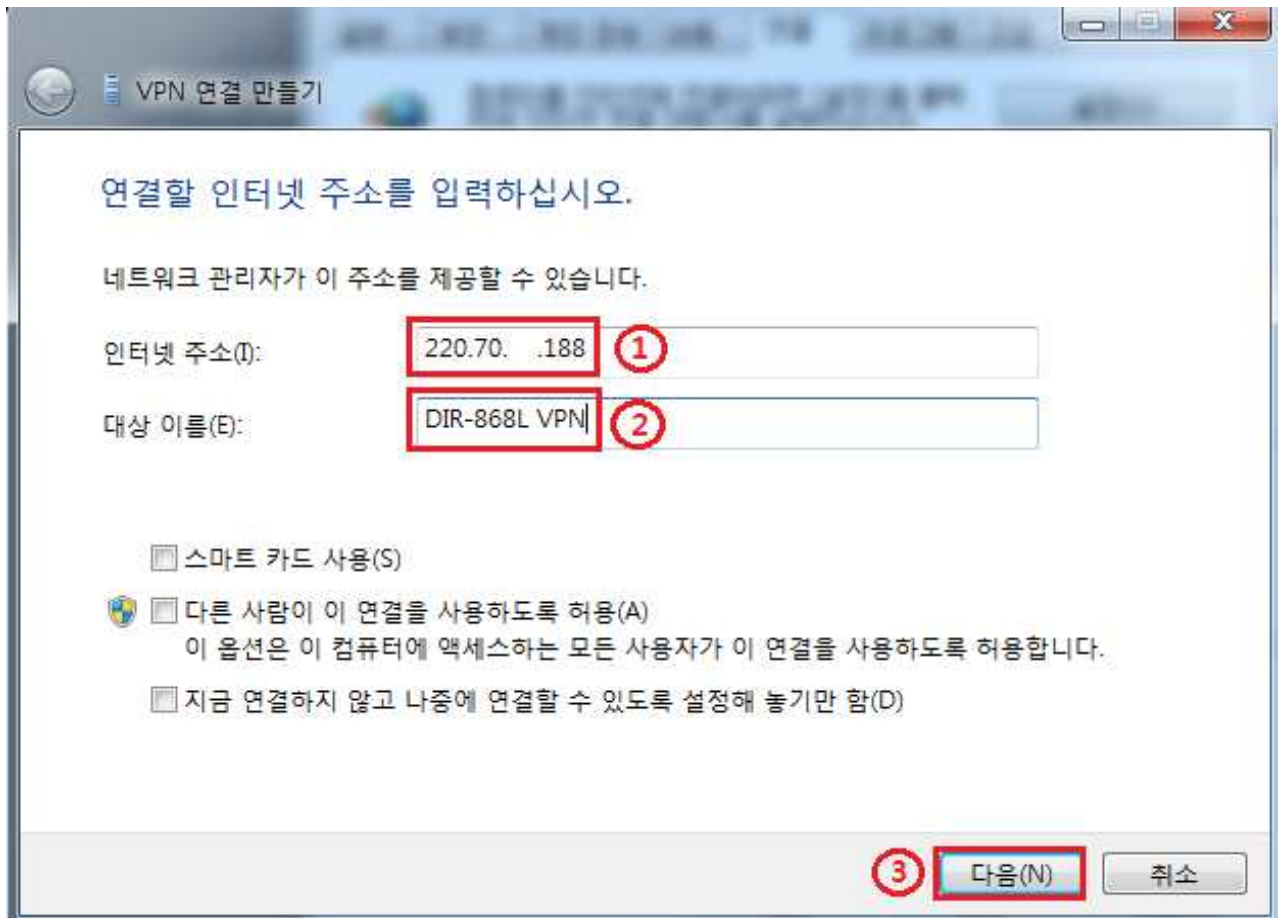 VPN 연결 만들기
연결할 인터넷 주소를 입력하십시오.
네트워크 관리자가 이 주소를 제공할 수 있습니다.
인터넷 주소(I): 220.70. .188 ①
대상 이름(E): DIR-868L VPN ②
스마트 카드 사용(S)
다른 사람이 이 연결을 사용하도록 허용(A)
이 옵션은 이 컴퓨터에 액세스하는 모든 사용자가 이 연결을 사용하도록 허용합니다.
지금 연결하지 않고 나중에 연결할 수 있도록 설정해 놓기만 함(D)
③ 다음(N) 취소